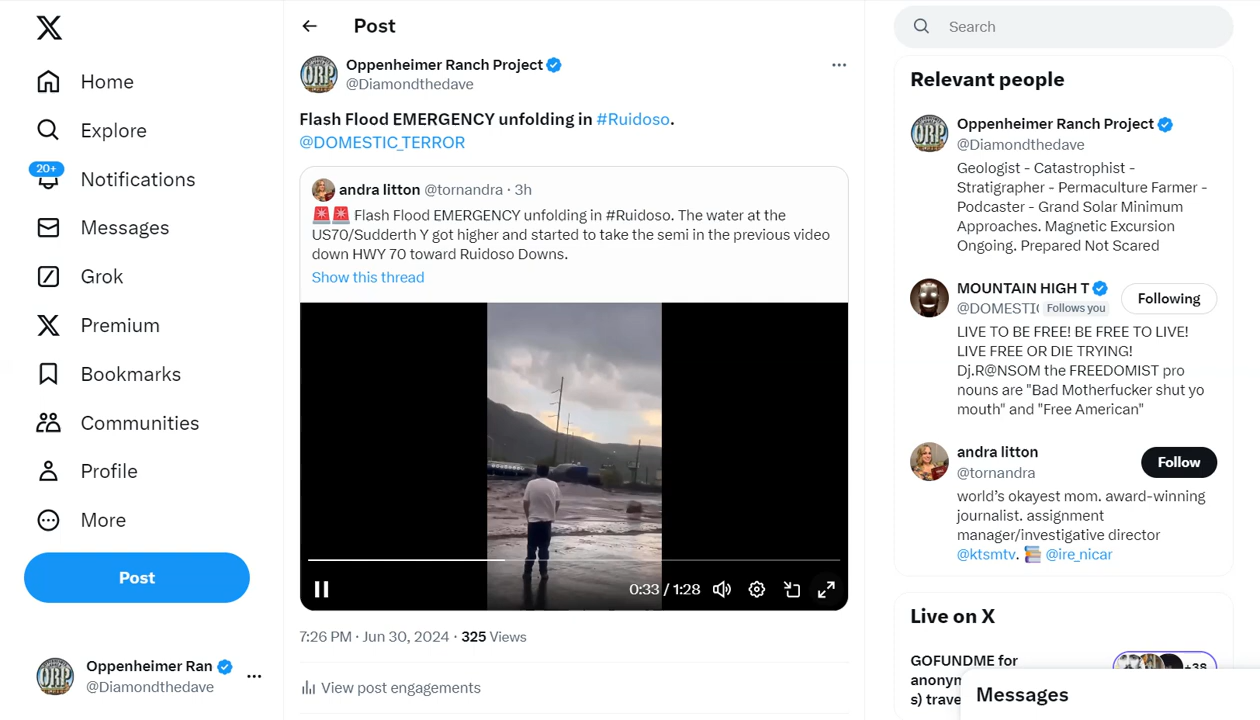 Home
Explore
20+
Notifications
Messages
Grok
Premium
Bookmarks
Communities
Profile
More
Post
Oppenheimer Ran
@Diamondthedave
Post
ORP
Oppenheimer Ranch Project
@Diamondthedave
Flash Flood EMERGENCY unfolding in #Ruidoso.
@DOMESTIC_TERROR
andra litton @tornandra · 3h
🚨🚨 Flash Flood EMERGENCY unfolding in #Ruidoso. The water at the
US70/Sudderth Y got higher and started to take the semi in the previous video
down HWY 70 toward Ruidoso Downs.
Show this thread
0:33 / 1:28
7:26 PM · Jun 30, 2024 · 325 Views
View post engagements
Search
Relevant people
ORP
Oppenheimer Ranch Project
@Diamondthedave
Geologist - Catastrophist -
Stratigrapher - Permaculture Farmer -
Podcaster - Grand Solar Minimum
Approaches. Magnetic Excursion
Ongoing. Prepared Not Scared
MOUNTAIN HIGH T
Following
@DOMESTI
Follows you
LIVE TO BE FREE! BE FREE TO LIVE!
LIVE FREE OR DIE TRYING!
Dj.R@NSOM the FREEDOMIST pro
nouns are "Bad Motherfucker shut yo
mouth" and "Free American"
andra litton
@tornandra
Follow
world's okayest mom. award-winning
journalist. assignment
manager/investigative director
@ktsmtv. 📚 @ire_nicar
Live on X
GOFUNDME for
anonym
s) trave
+38
Messages